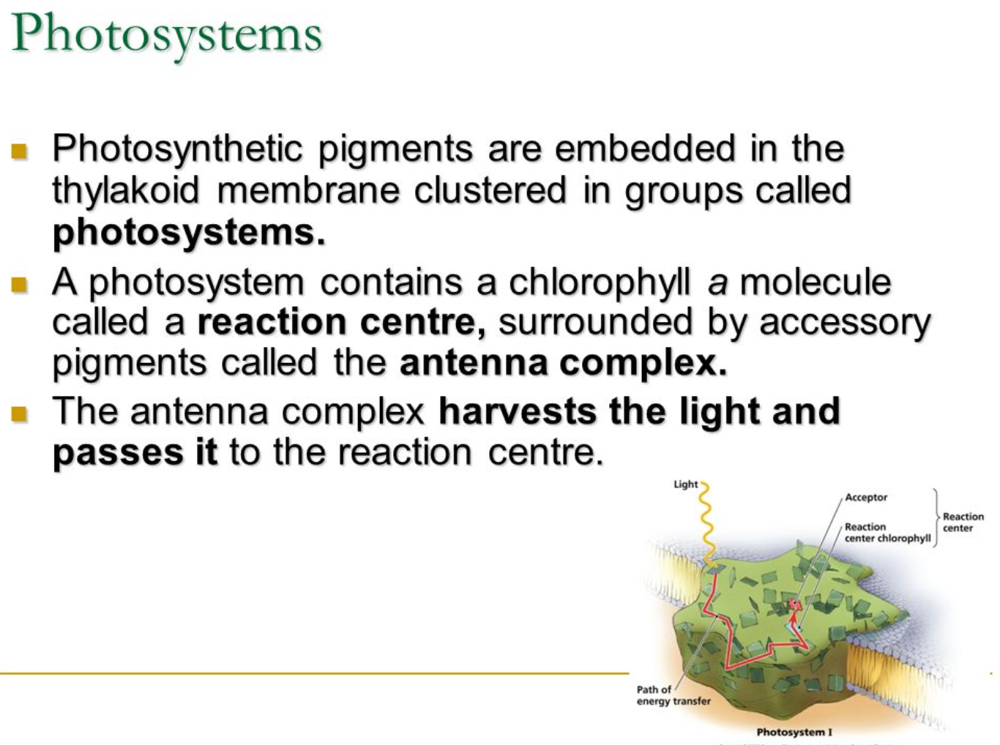 Photosystems
Photosynthetic pigments are embedded in the
thylakoid membrane clustered in groups called
photosystems.
A photosystem contains a chlorophyll a molecule
called a reaction centre, surrounded by accessory
pigments called the antenna complex.
The antenna complex harvests the light and
passes it to the reaction centre.
Light
Acceptor
Reaction
center chlorophyll
Reaction
center
Path of
energy transfer
Photosystem I